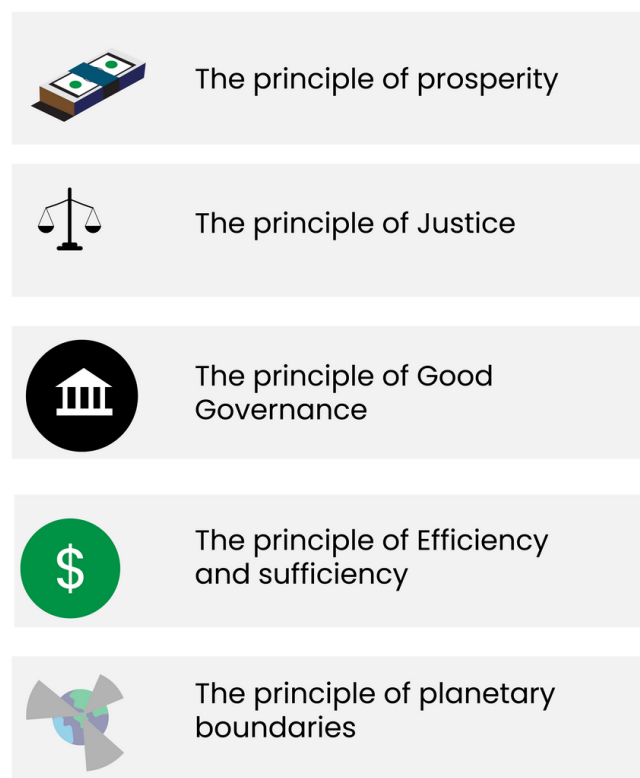 The principle of prosperity
The principle of Justice
The principle of Good
Governance
$
The principle of Efficiency
and sufficiency
The principle of planetary
boundaries